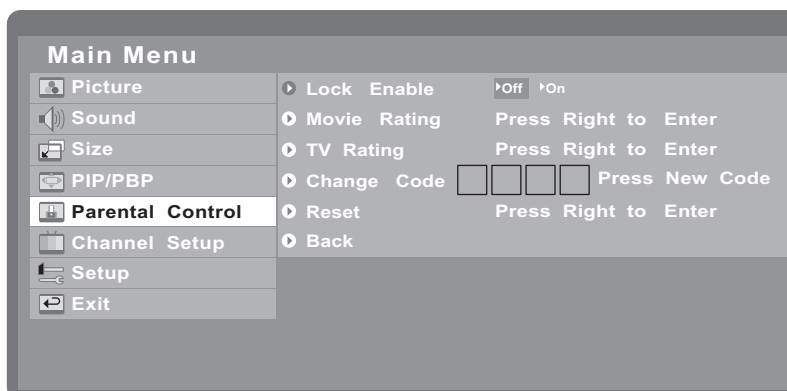 Main Menu
Picture
Sound
Size
PIP/PBP
Parental Control
Channel Setup
Setup
Exit
Lock Enable Off On
Movie Rating Press Right to Enter
TV Rating Press Right to Enter
Change Code Press New Code
Reset Press Right to Enter
Back